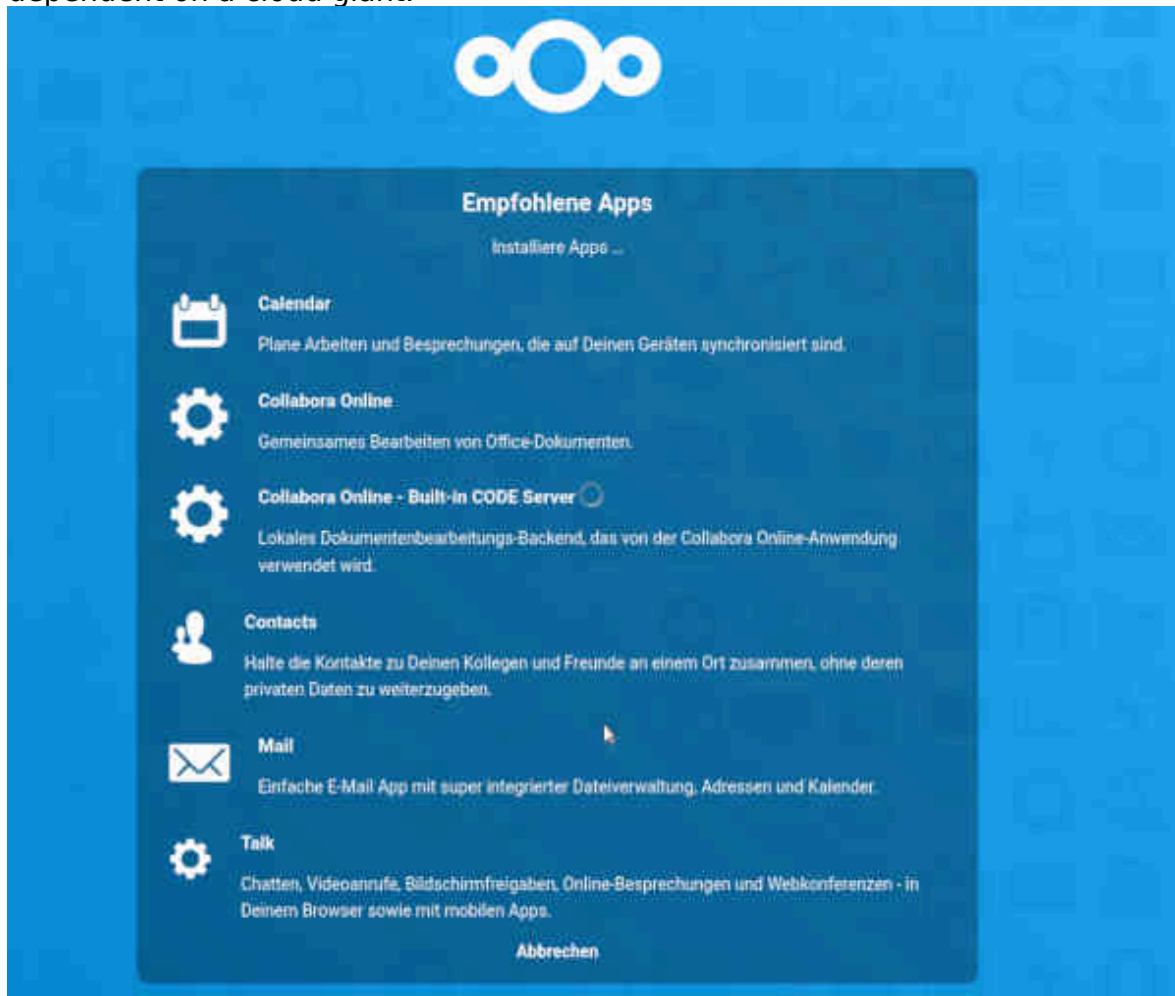 dependent on a cloud giant.
Empfohlene Apps
Installiere Apps ...
Calendar
Plane Arbeiten und Besprechungen, die auf Deinen Geräten synchronisiert sind.
Collabora Online
Gemeinsames Bearbeiten von Office-Dokumenten.
Collabora Online - Built-in CODE Server
Lokales Dokumentenbearbeitungs-Backend, das von der Collabora Online-Anwendung
verwendet wird.
Contacts
Halte die Kontakte zu Deinen Kollegen und Freunde an einem Ort zusammen, ohne deren
privaten Daten zu weiterzugeben.
Mail
Einfache E-Mail App mit super integrierter Dateiverwaltung, Adressen und Kalender.
Talk
Chatten, Videoanrufe, Bildschirmfreigaben, Online-Besprechungen und Webkonferenzen - in
Deinem Browser sowie mit mobilen Apps.
Abbrechen